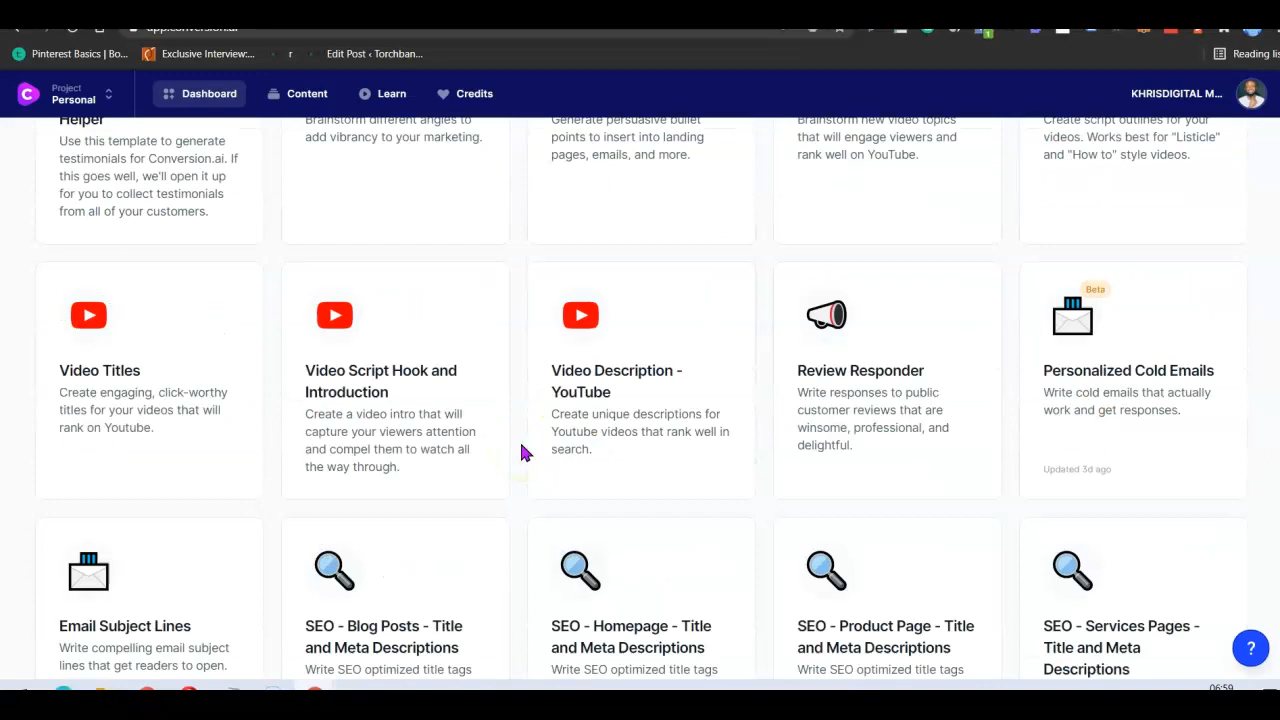 app.conversion.ai
Pinterest Basics | Bo...
Exclusive Interview:...
r
Edit Post ‹ Torchban...
Reading lis
Project
Personal
Dashboard
Content
Learn
Credits
KHRISDIGITAL M...
Helper
Use this template to generate
testimonials for Conversion.ai. If
this goes well, we'll open it up
for you to collect testimonials
from all of your customers.
Brainstorm different angles to
add vibrancy to your marketing.
Generate persuasive bullet
points to insert into landing
pages, emails, and more.
Brainstorm new video topics
that will engage viewers and
rank well on YouTube.
Create script outlines for your
videos. Works best for "Listicle"
and "How to" style videos.
Video Titles
Create engaging, click-worthy
titles for your videos that will
rank on Youtube.
Video Script Hook and
Introduction
Create a video intro that will
capture your viewers attention
and compel them to watch all
the way through.
Video Description -
YouTube
Create unique descriptions for
Youtube videos that rank well in
search.
Review Responder
Write responses to public
customer reviews that are
winsome, professional, and
delightful.
Beta
Personalized Cold Emails
Write cold emails that actually
work and get responses.
Updated 3d ago
Email Subject Lines
Write compelling email subject
lines that get readers to open.
SEO - Blog Posts - Title
and Meta Descriptions
Write SEO optimized title tags
SEO - Homepage - Title
and Meta Descriptions
Write SEO optimized title tags
SEO - Product Page - Title
and Meta Descriptions
Write SEO optimized title tags
SEO - Services Pages -
Title and Meta
Descriptions
?
06:59